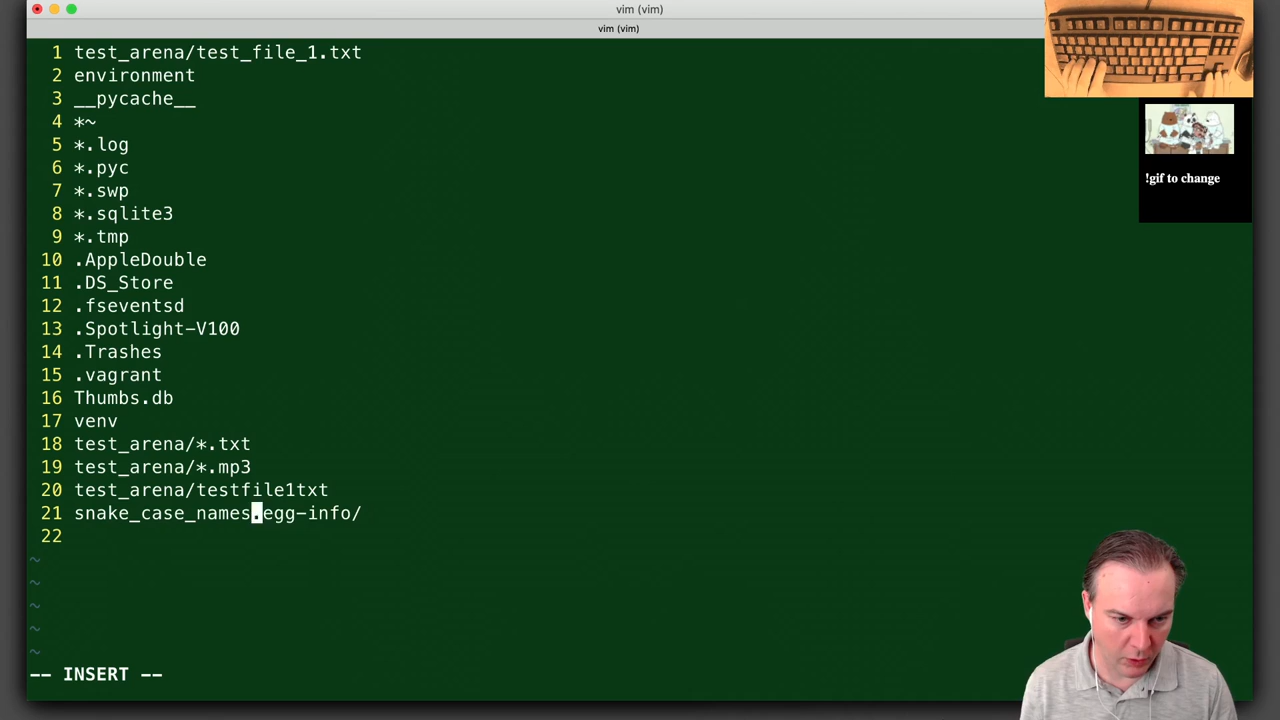 vim (vim)
vim (vim)
1 test_arena/test_file_1.txt
2 environment
3 __pycache__
4 *~
5 *.log
6 *.pyc
7 *.swp
8 *.sqlite3
9 *.tmp
10 .AppleDouble
11 .DS_Store
12 .fseventsd
13 .Spotlight-V100
14 .Trashes
15 .vagrant
16 Thumbs.db
17 venv
18 test_arena/*.txt
19 test_arena/*.mp3
20 test_arena/testfile1txt
21 snake_case_names.egg-info/
22
~
~
~
~
~
-- INSERT --
!gif to change